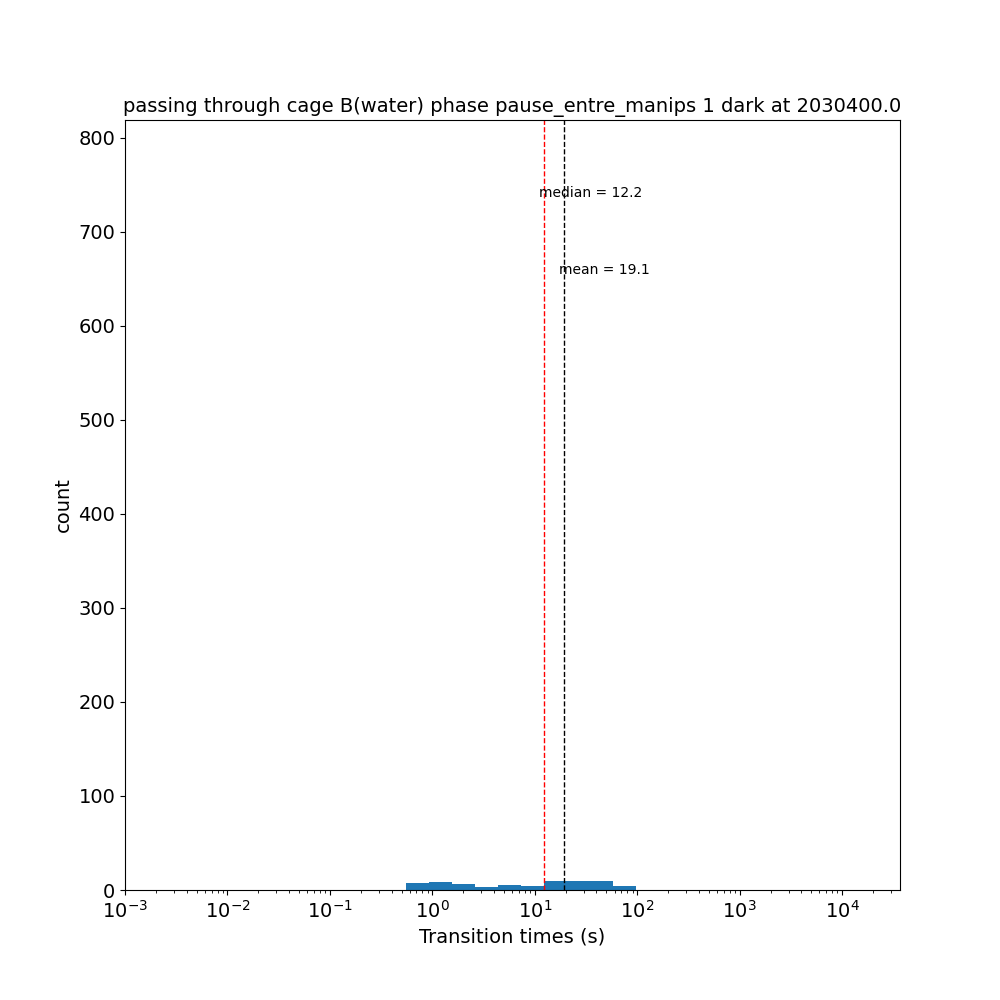 passing through cage B(water) phase pause_entre_manips 1 dark at 2030400.0
800
median = 12.2
700
mean = 19.1
600
500
count
400
300
200
100
0
10⁻³ 10⁻² 10⁻¹ 10⁰ 10¹ 10² 10³ 10⁴
Transition times (s)